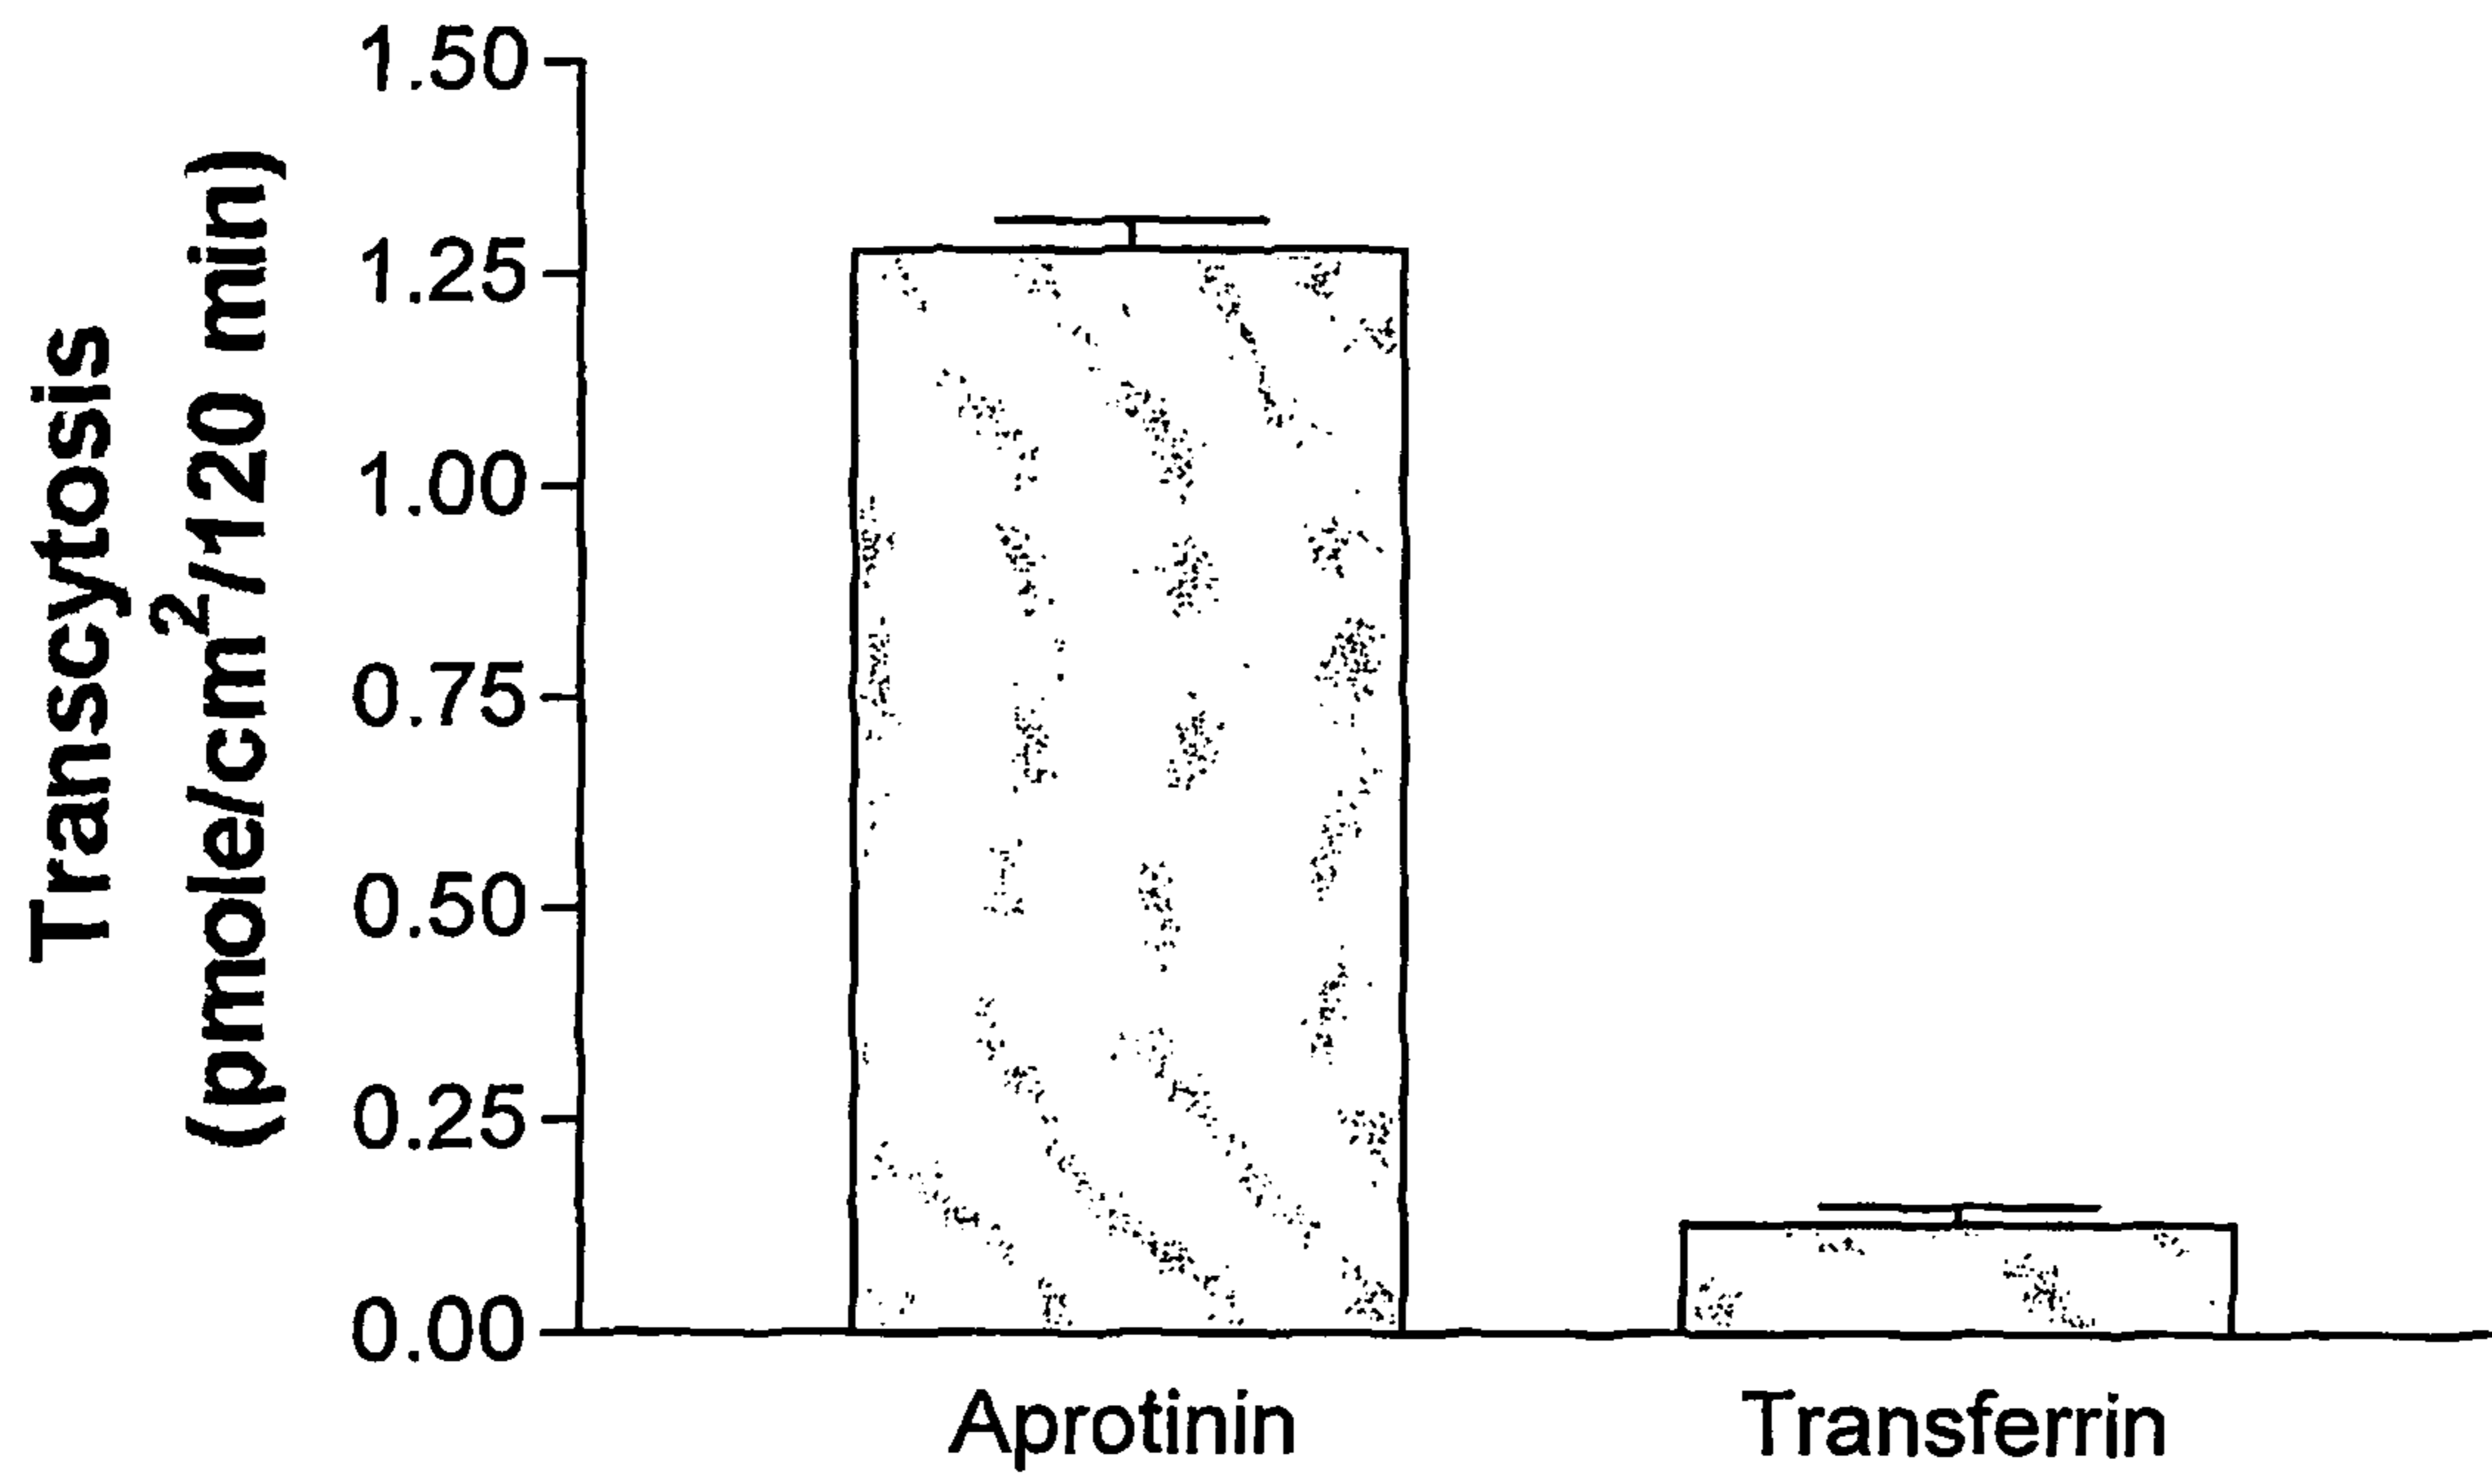 Transcytosis
(pmole/cm²/120 min)
1.50
1.25
1.00
0.75
0.50
0.25
0.00
Aprotinin Transferrin